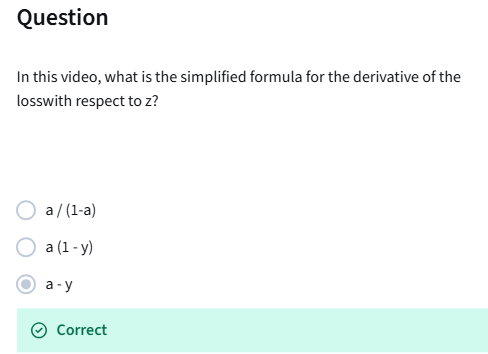 Question
In this video, what is the simplified formula for the derivative of the
losswith respect to z?
a / (1-a)
a (1 - y)
a - y
Correct